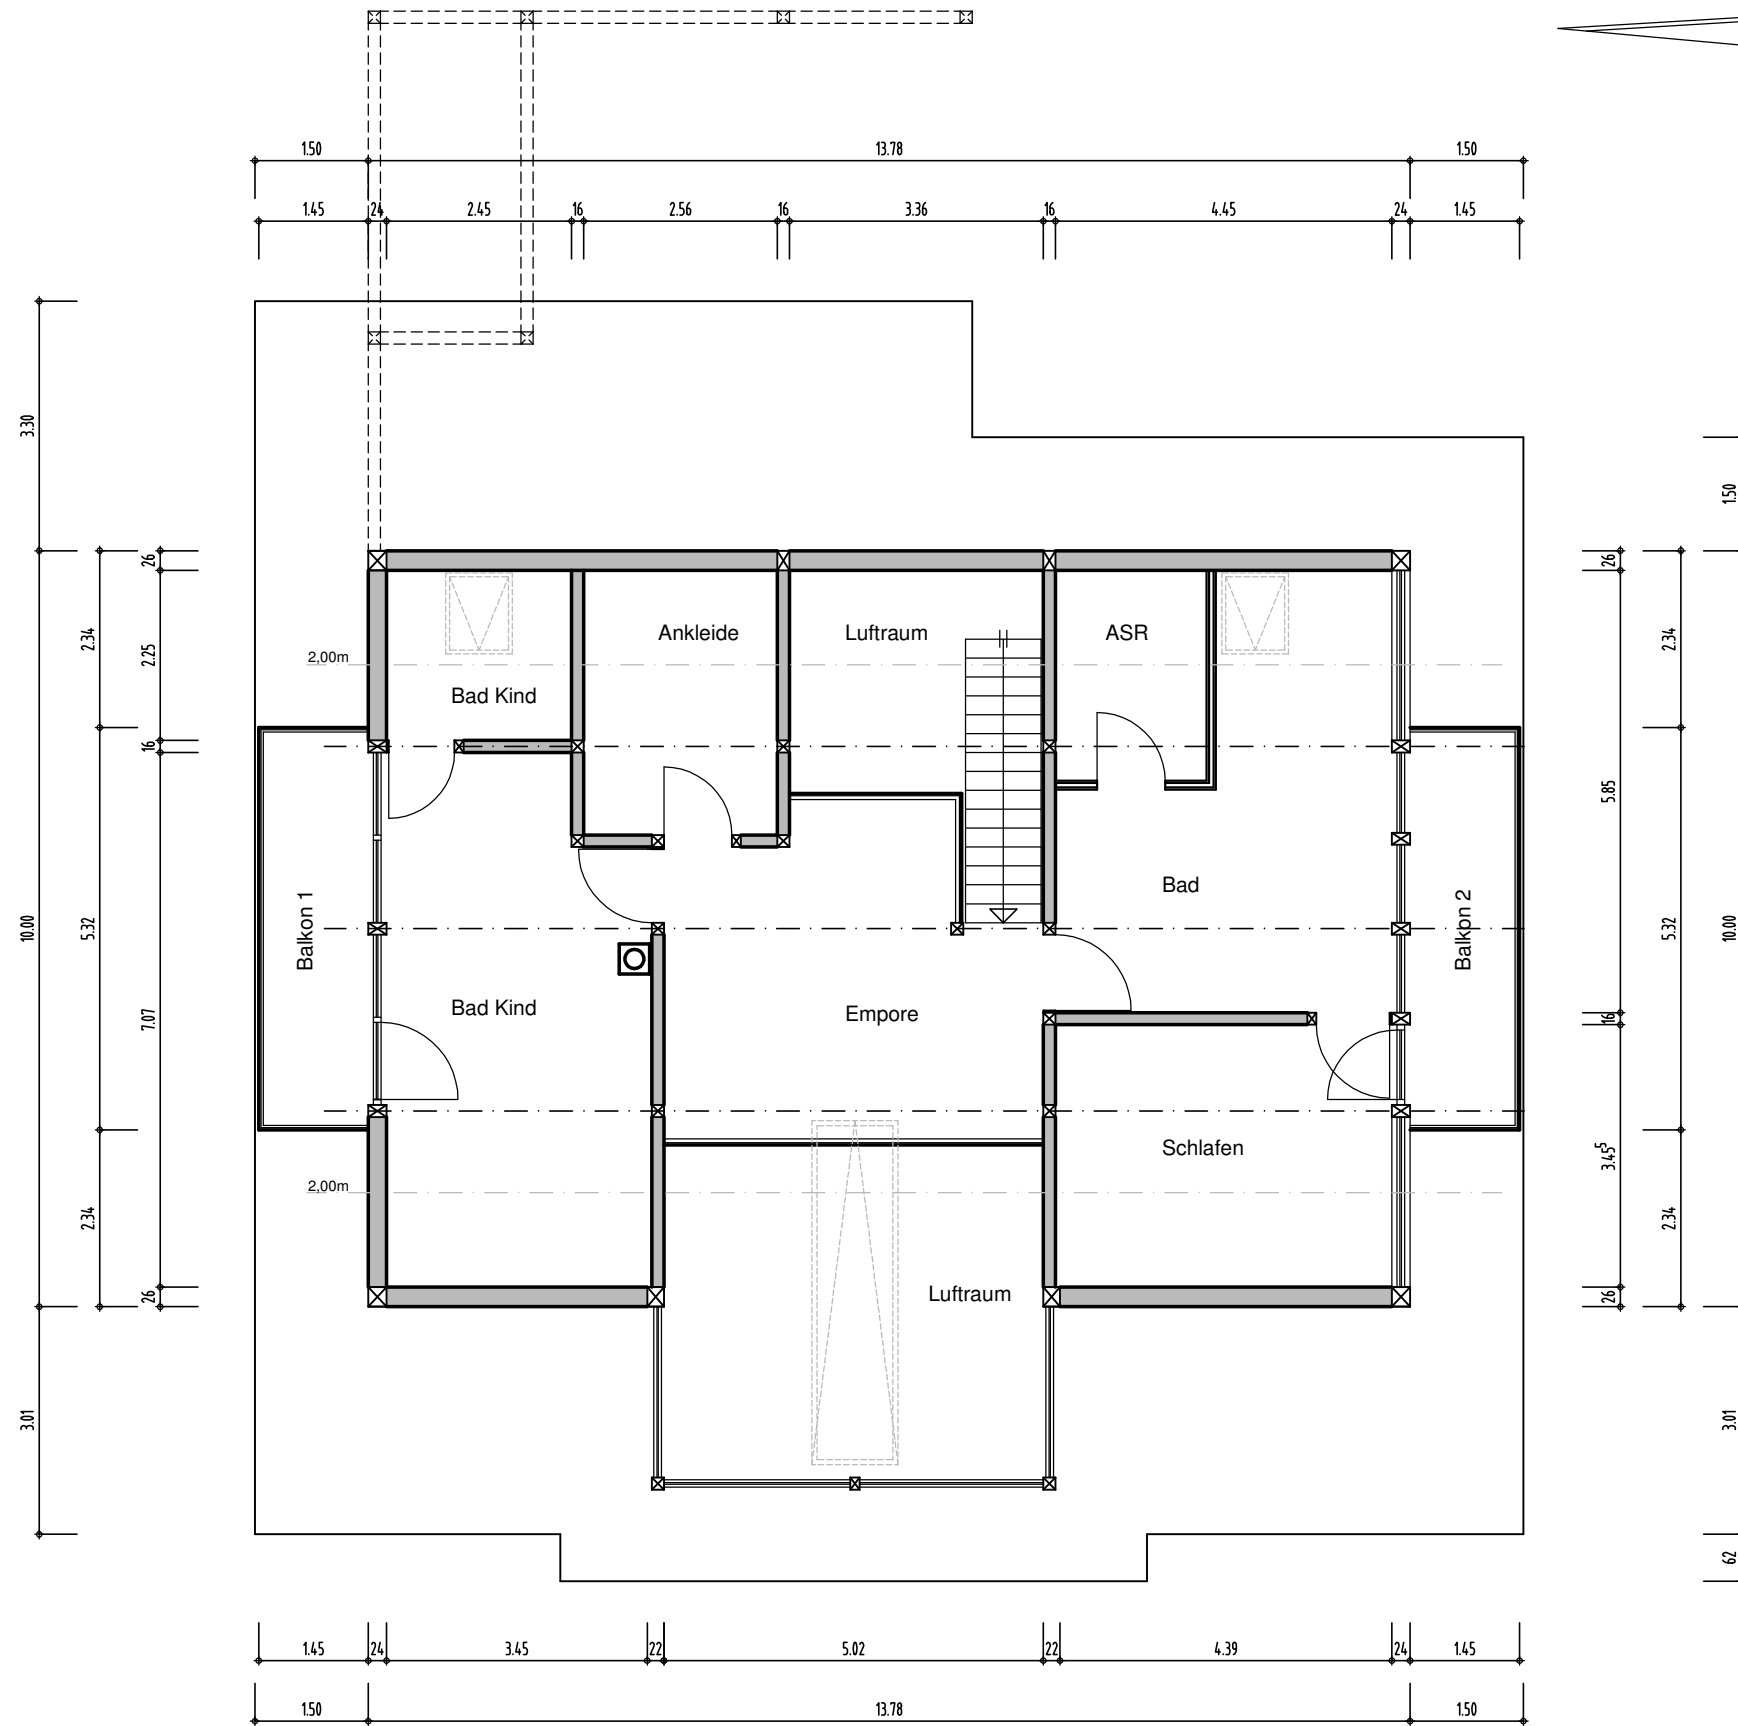 1.50 13.78 1.50
1.45 24 2.45 16 2.56 16 3.36 16 4.45 24 1.45
3.30
1.50
26 26
2.34 2.25 Ankleide Luftraum ASR 2.34
2,00m
Bad Kind
16
5.85
Bad
10.00 5.32 Balkon 1 Balkon 2 5.32 10.00
7.07 Bad Kind Empore 16
Schlafen 3.45⁵
2,00m
2.34 2.34
26 Luftraum 26
3.01 3.01
62
1.45 24 3.45 22 5.02 22 4.39 24 1.45
1.50 13.78 1.50